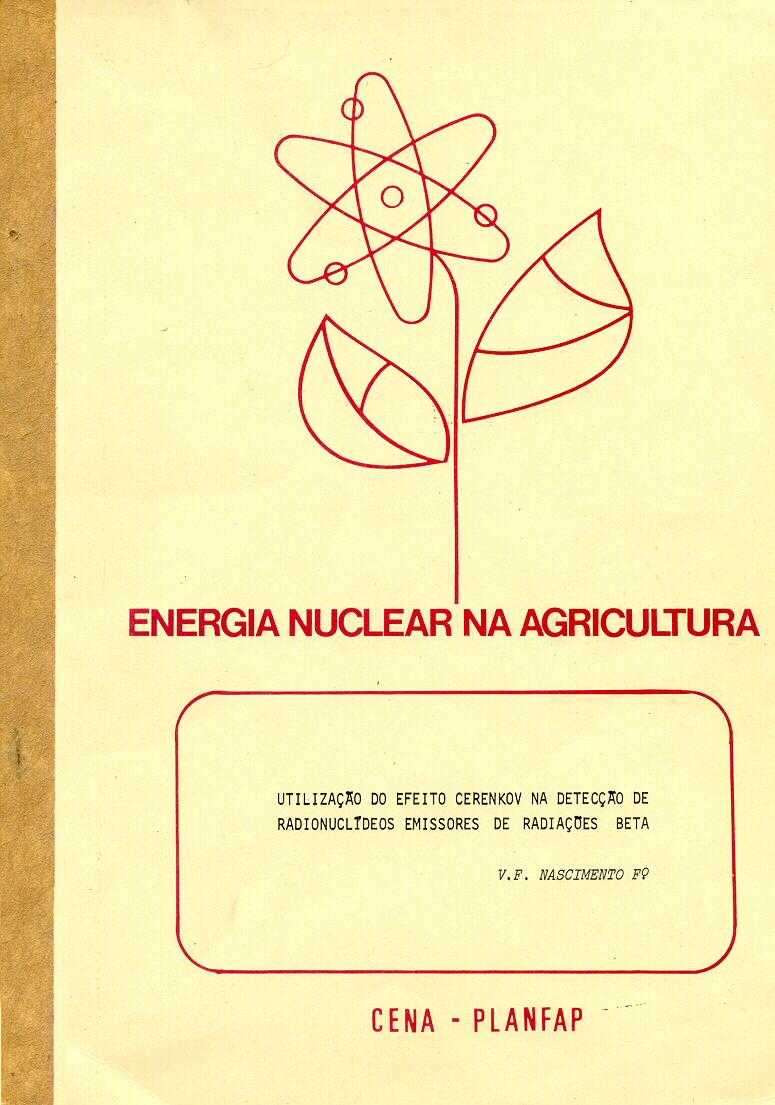 ENERGIA NUCLEAR NA AGRICULTURA
UTILIZAÇÃO DO EFEITO CERENKOV NA DETECÇÃO DE
RADIONUCLÍDEOS EMISSORES DE RADIAÇÕES BETA
V.F. NASCIMENTO Fº
CENA - PLANFAP